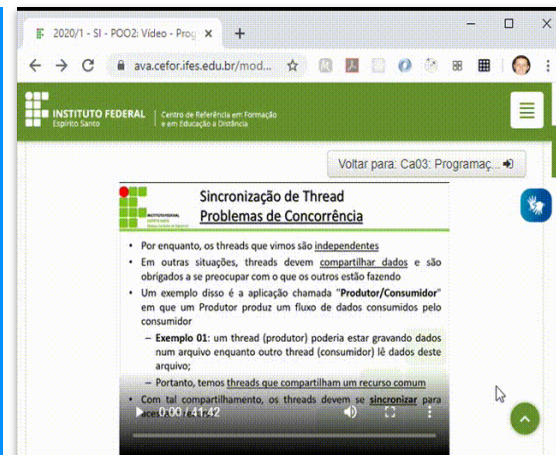 2020/1 - SI - POO2: Vídeo - Prog
ava.cefor.ifes.edu.br/mod...
INSTITUTO FEDERAL
Espírito Santo
Centro de Referência em Formação
e em Educação a Distância
Voltar para: Ca03: Programaç...
Sincronização de Thread
Problemas de Concorrência
• Por enquanto, os threads que vimos são independentes
• Em outras situações, threads devem compartilhar dados e são
obrigados a se preocupar com o que os outros estão fazendo
• Um exemplo disso é a aplicação chamada "Produtor/Consumidor"
em que um Produtor produz um fluxo de dados consumidos pelo
consumidor
– Exemplo 01: um thread (produtor) poderia estar gravando dados
num arquivo enquanto outro thread (consumidor) lê dados deste
arquivo;
– Portanto, temos threads que compartilham um recurso comum
• Com tal compartilhamento, os threads devem se sincronizar para
0:00 / 41:42